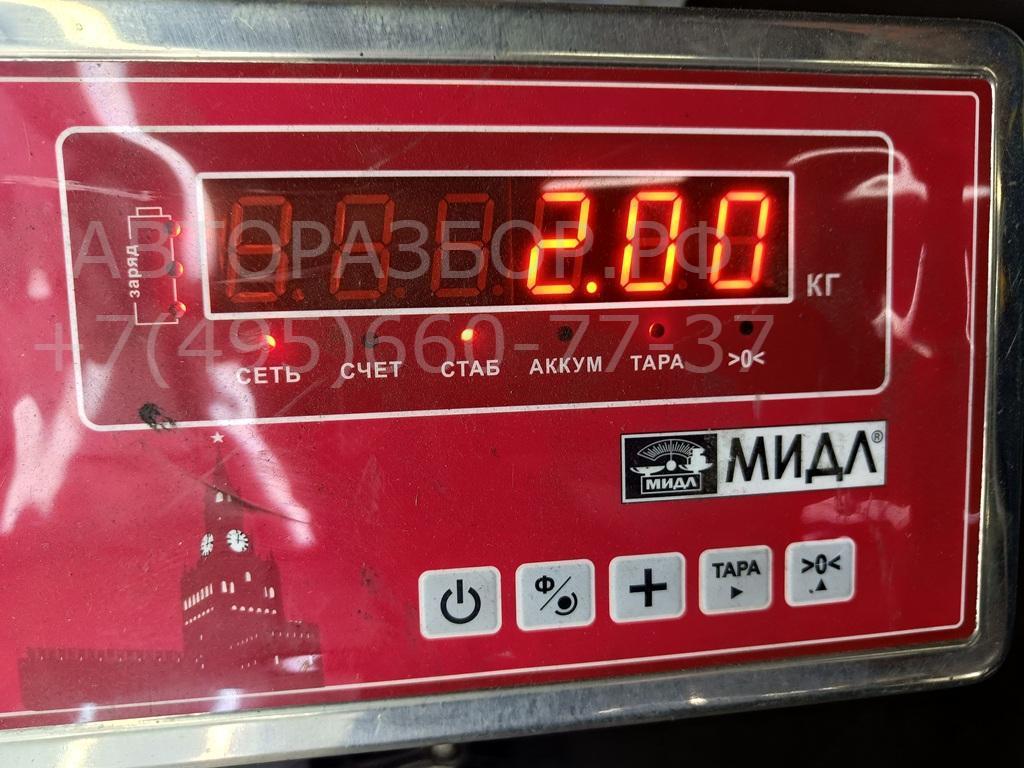 заряд
АВТОРАЗБОР.РФ
2.00
КГ
+7(495)660-77-37
СЕТЬ СЧЕТ СТАБ АККУМ ТАРА >0<
МИДЛ МИДЛ®
Ф ТАРА >0<